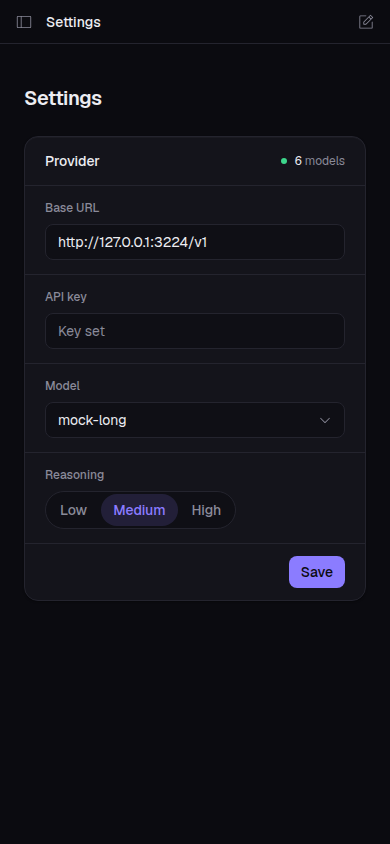 Settings
Settings
Provider
6 models
Base URL
http://127.0.0.1:3224/v1
API key
Key set
Model
mock-long
Reasoning
Low Medium High
Save